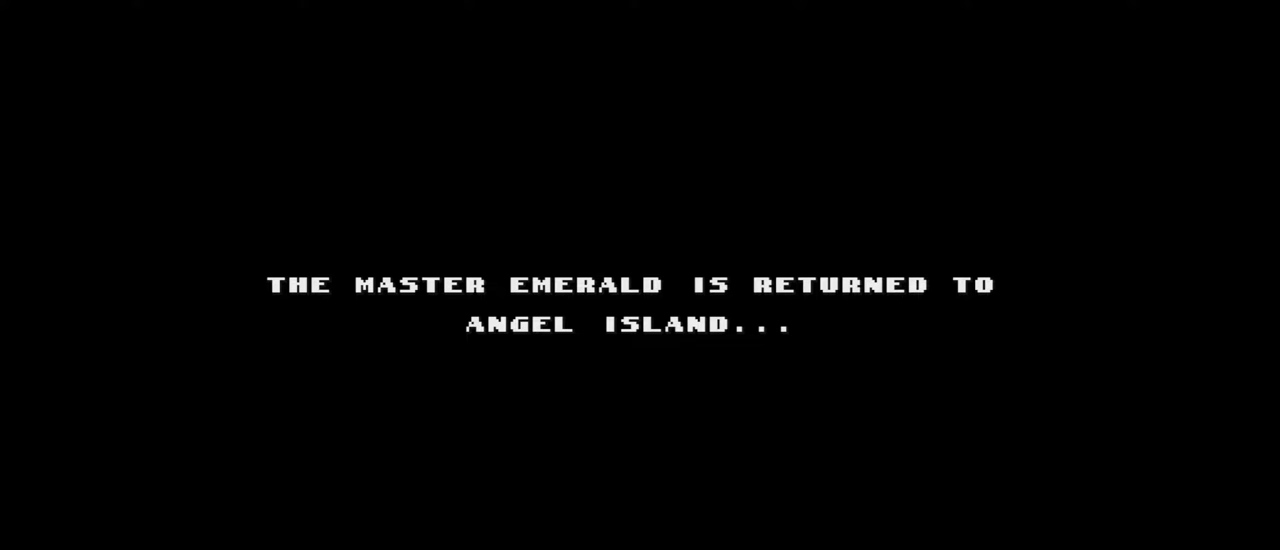 THE MASTER EMERALD IS RETURNED TO
ANGEL ISLAND...